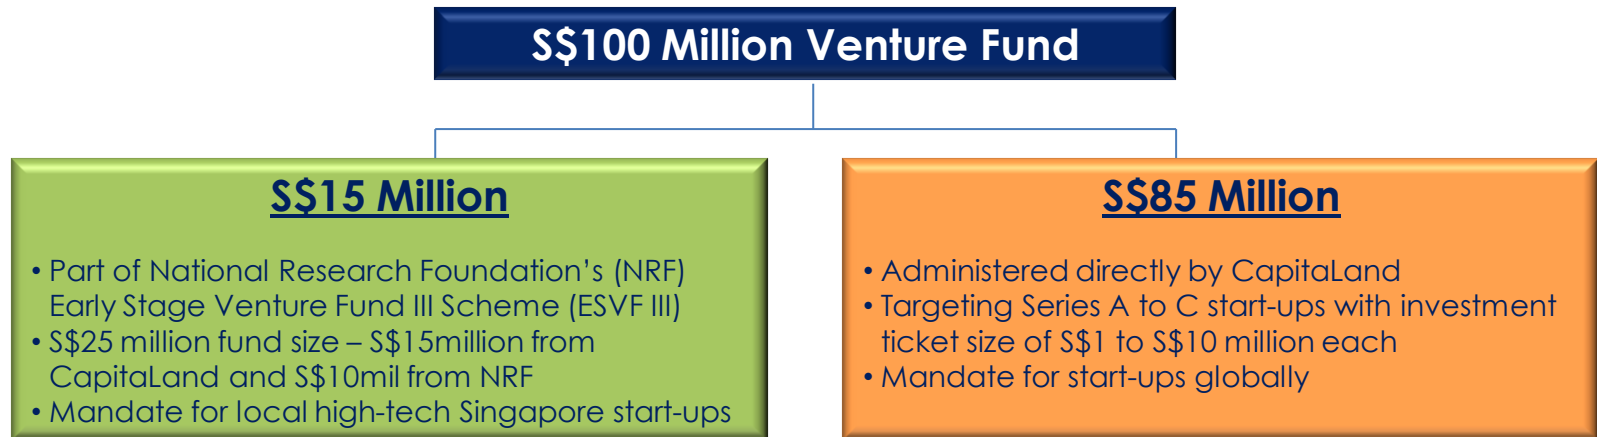 S$100 Million Venture Fund
S$15 Million
• Part of National Research Foundation’s (NRF)
Early Stage Venture Fund III Scheme (ESVF III)
• S$25 million fund size – S$15million from
CapitaLand and S$10mil from NRF
• Mandate for local high-tech Singapore start-ups
S$85 Million
• Administered directly by CapitaLand
• Targeting Series A to C start-ups with investment
ticket size of S$1 to S$10 million each
• Mandate for start-ups globally